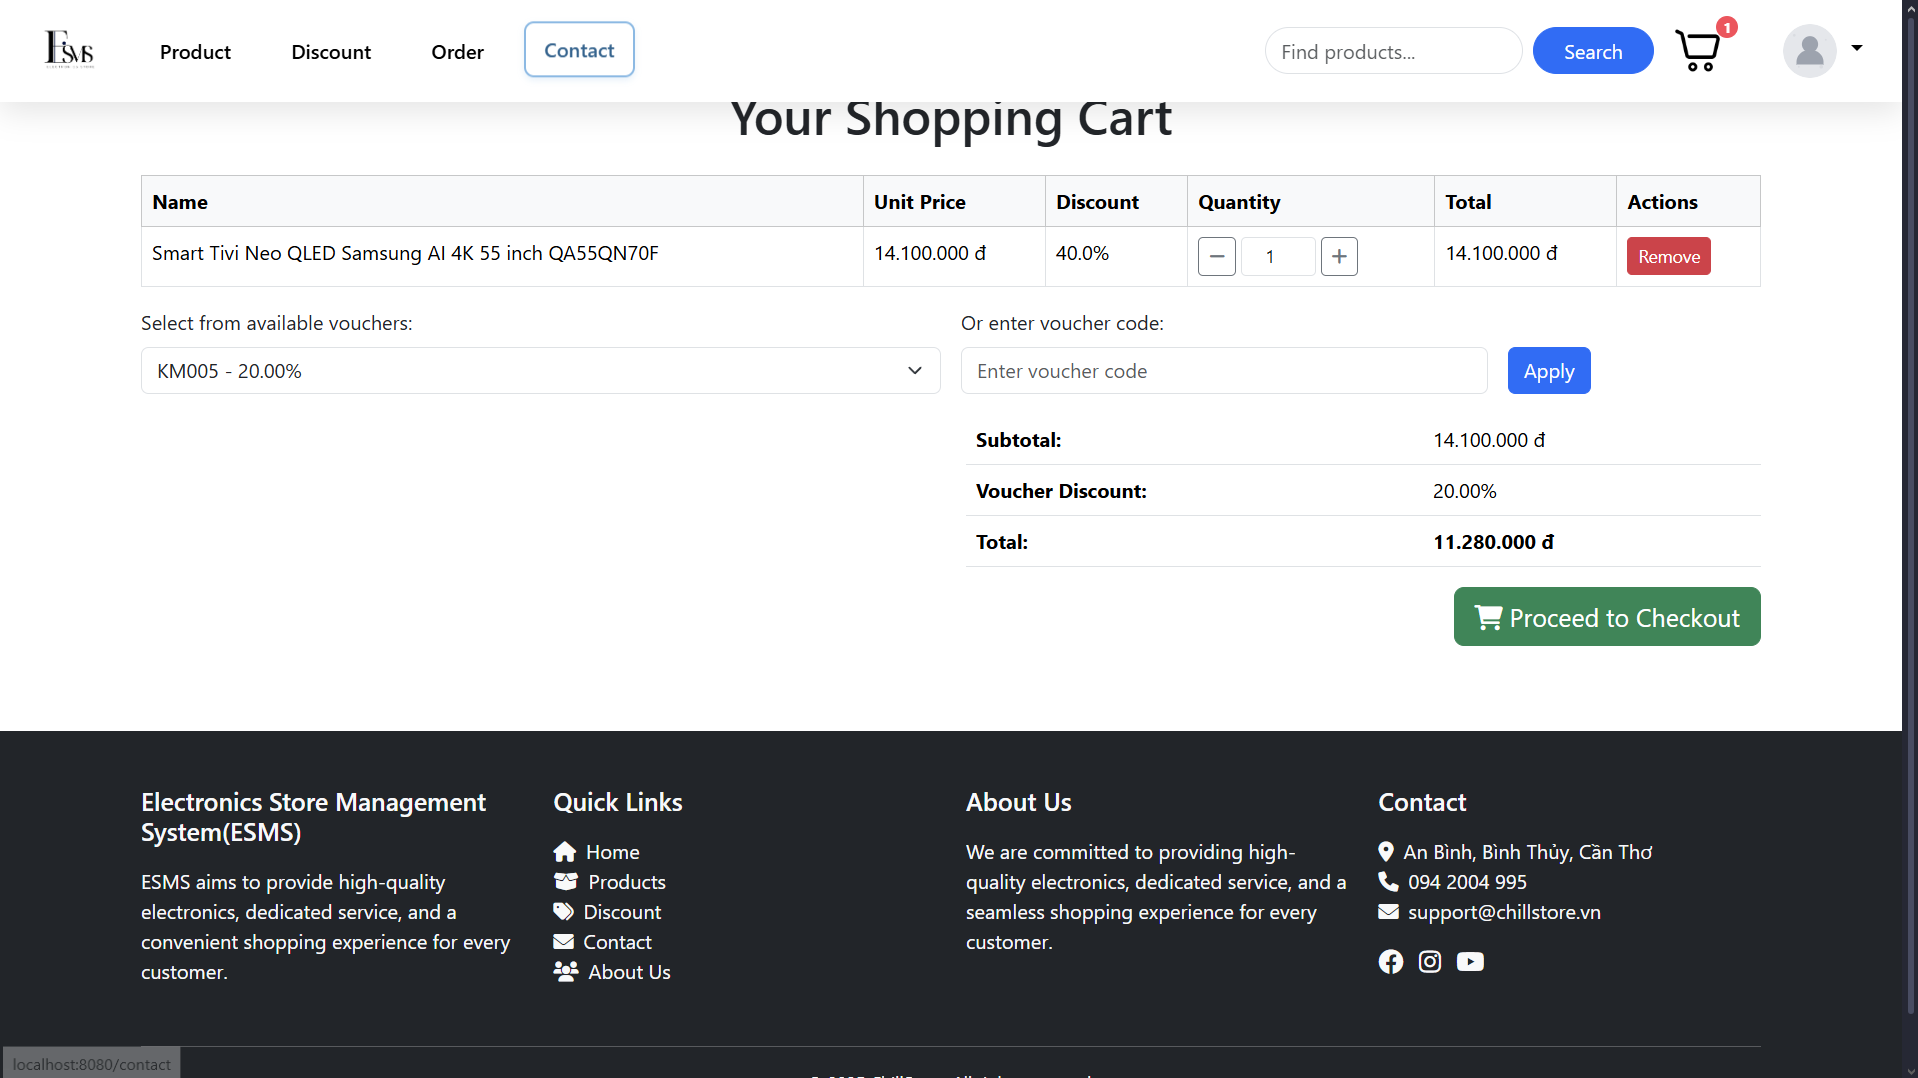 Esms
Product
Discount
Order
Contact
Find products...
Search
1
Your Shopping Cart
Name
Unit Price
Discount
Quantity
Total
Actions
Smart Tivi Neo QLED Samsung AI 4K 55 inch QA55QN70F
14.100.000 đ
40.0%
1
14.100.000 đ
Remove
Select from available vouchers:
Or enter voucher code:
KM005 - 20.00%
Enter voucher code
Apply
Subtotal:
14.100.000 đ
Voucher Discount:
20.00%
Total:
11.280.000 đ
Proceed to Checkout
Electronics Store Management
System(ESMS)
ESMS aims to provide high-quality
electronics, dedicated service, and a
convenient shopping experience for every
customer.
Quick Links
Home
Products
Discount
Contact
About Us
About Us
We are committed to providing high-
quality electronics, dedicated service, and a
seamless shopping experience for every
customer.
Contact
An Bình, Bình Thủy, Cần Thơ
094 2004 995
support@chillstore.vn
localhost:8080/contact